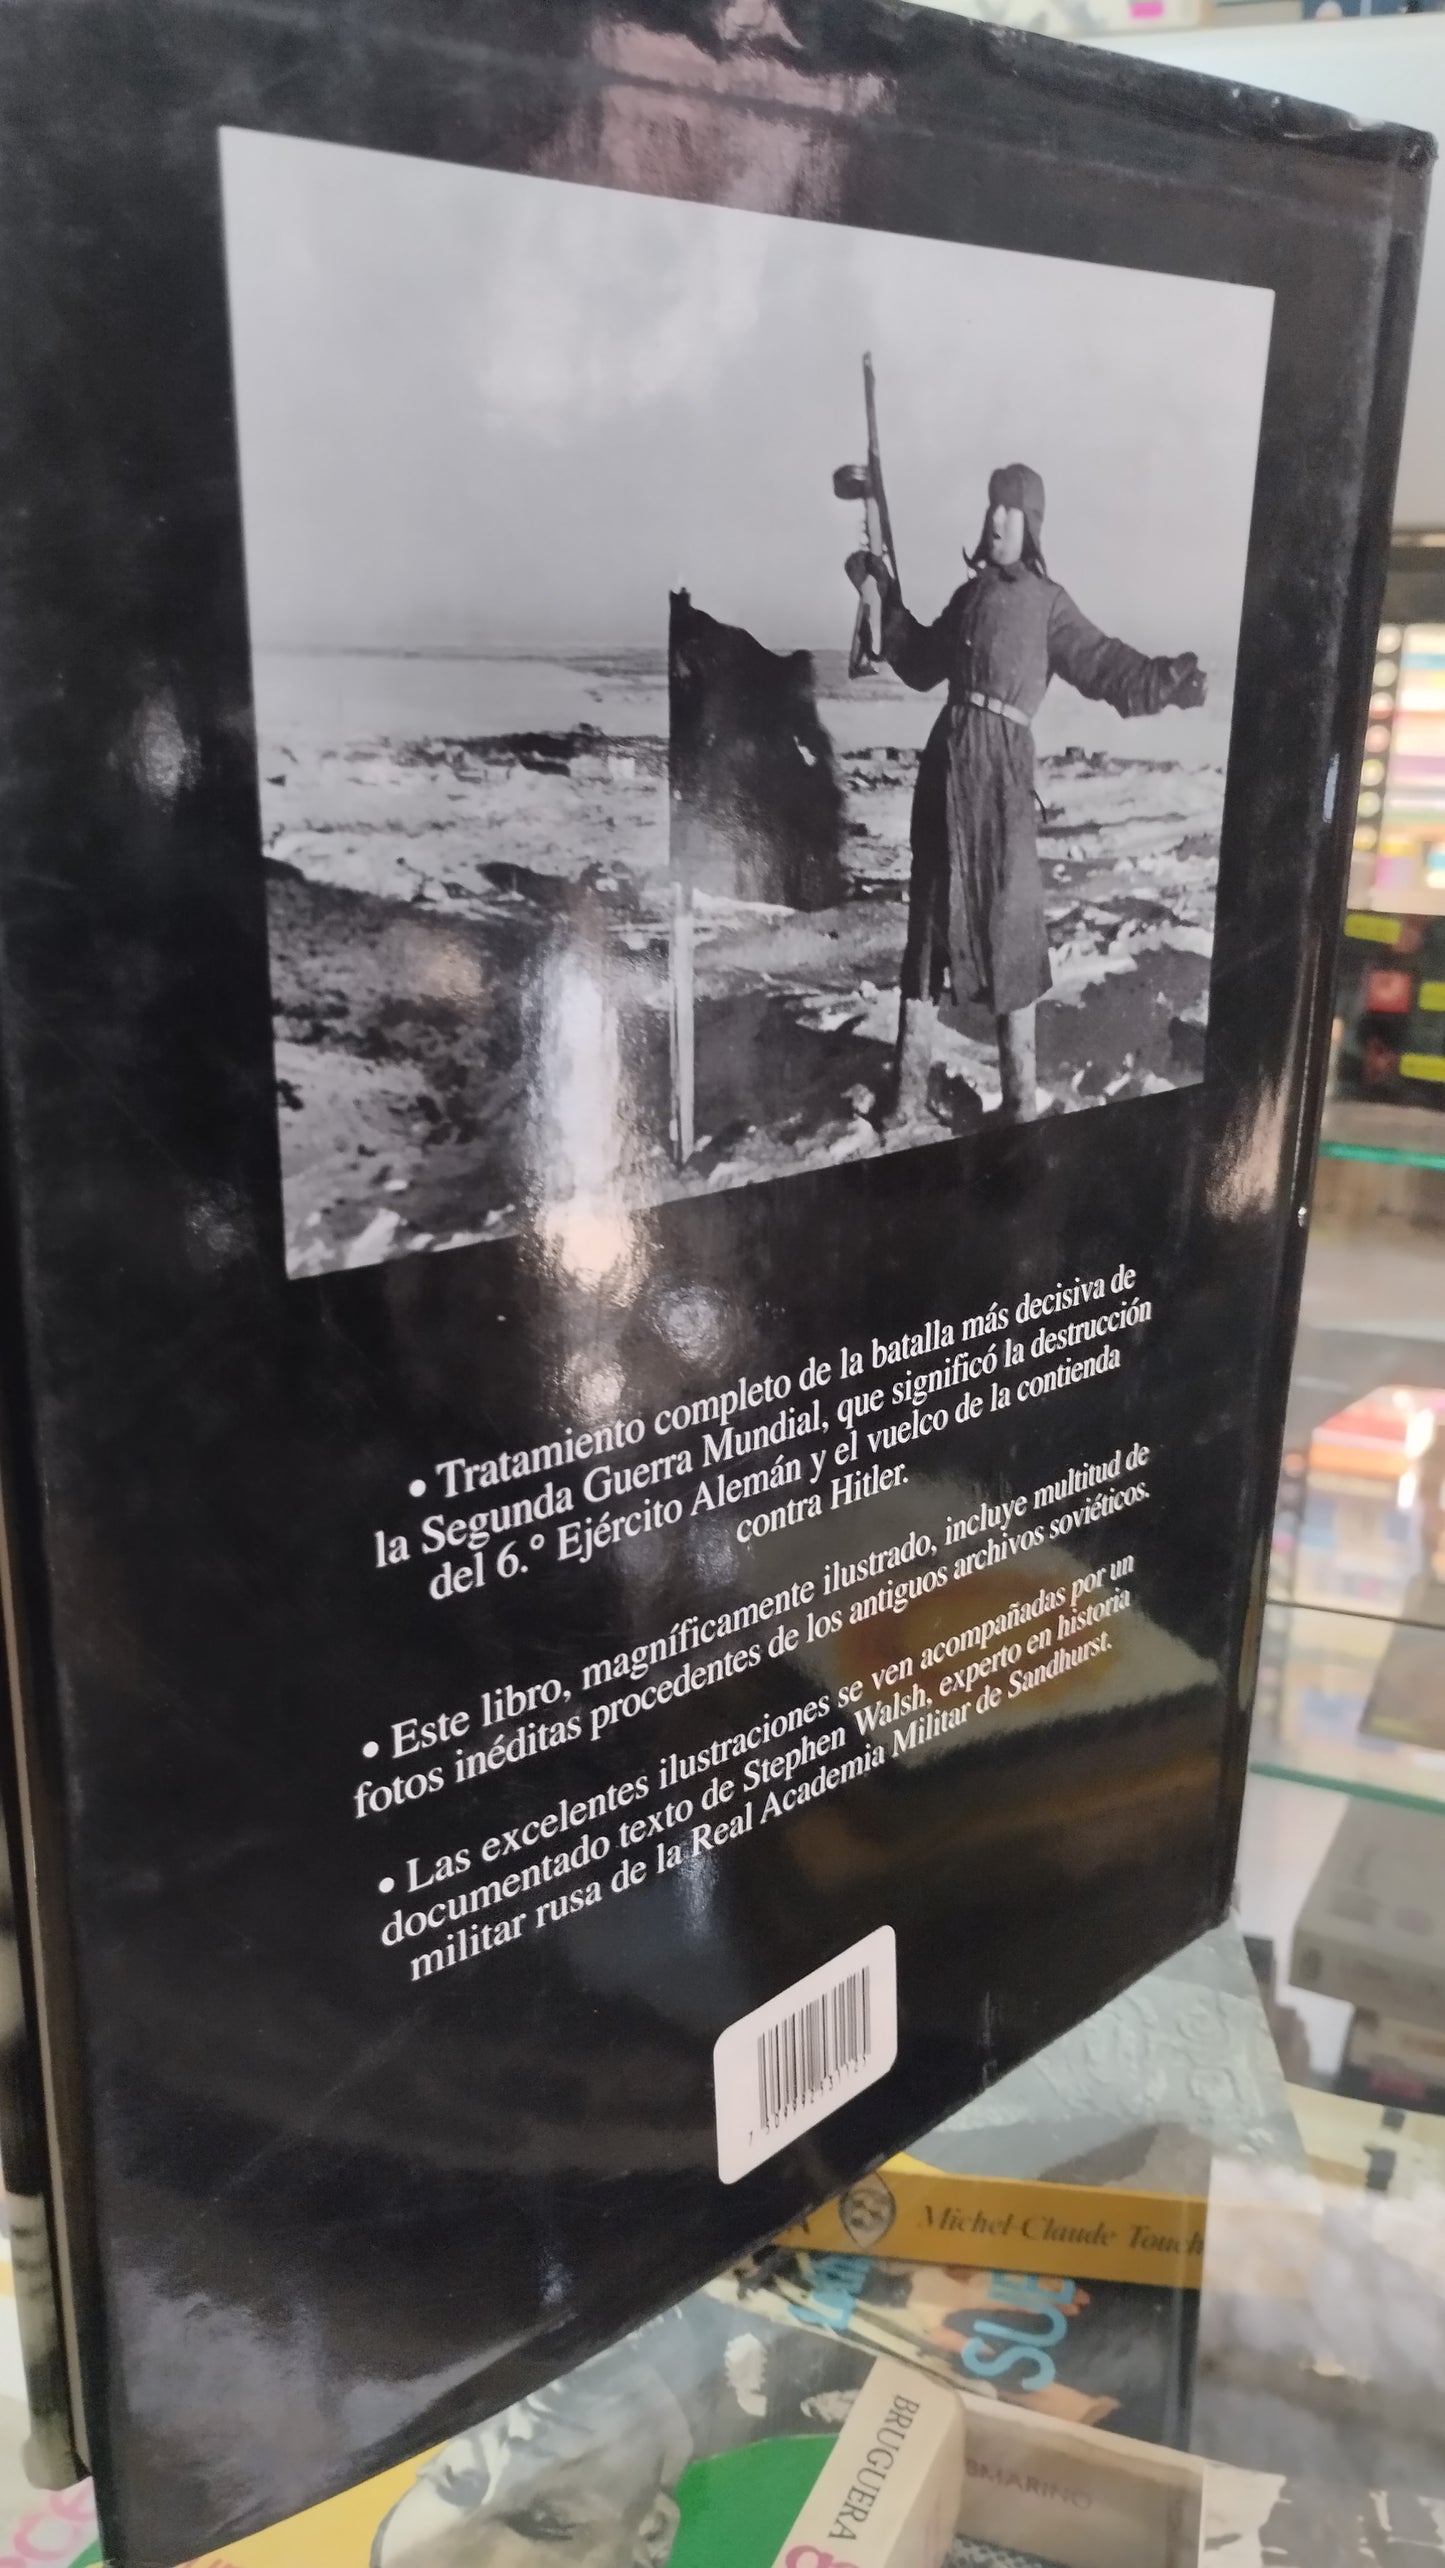 • Tratamiento completo de la batalla más decisiva de
la Segunda Guerra Mundial, que significó la destrucción
del 6.º Ejército Alemán y el vuelco de la contienda
contra Hitler.
• Este libro, magníficamente ilustrado, incluye multitud de
fotos inéditas procedentes de los antiguos archivos soviéticos.
• Las excelentes ilustraciones se ven acompañadas por un
documentado texto de Stephen Walsh, experto en historia
militar rusa de la Real Academia Militar de Sandhurst.
Michel-Claude Touch
SUE
BRUGUERA
BMARINO